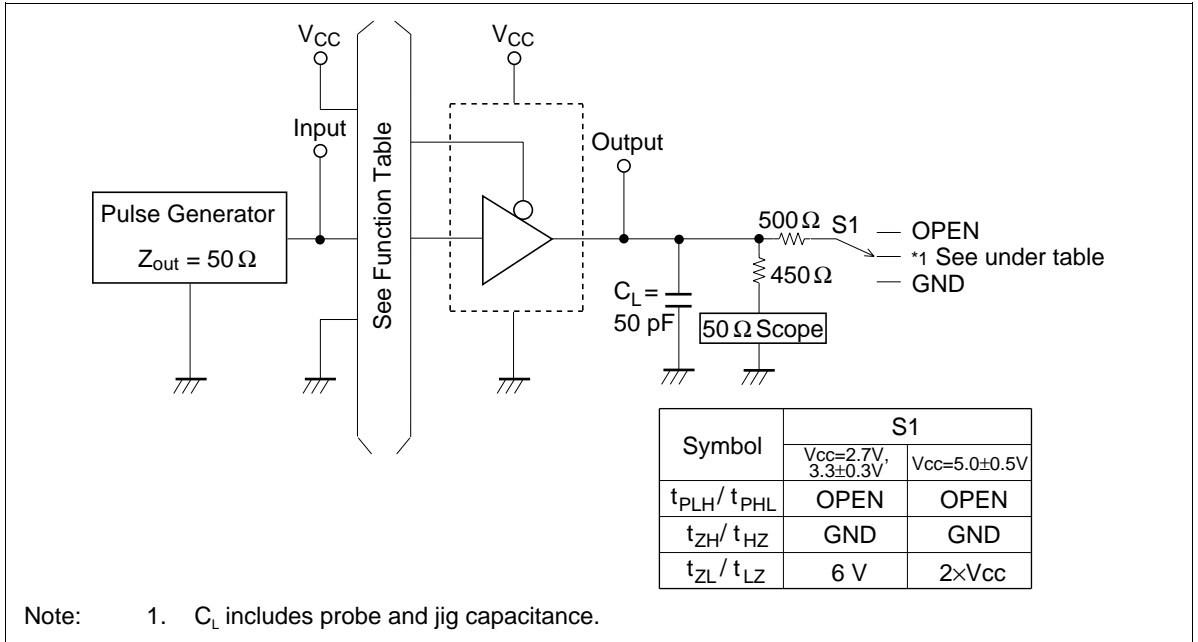 VCC
VCC
See Function Table
Input
Output
Pulse Generator
Zout = 50 Ω
500 Ω S1
OPEN
*1 See under table
GND
450 Ω
CL =
50 pF
50 Ω Scope
Symbol
S1
Vcc=2.7V,
3.3±0.3V
Vcc=5.0±0.5V
tPLH/ tPHL OPEN OPEN
tZH/ tHZ GND GND
tZL / tLZ 6 V 2×Vcc
Note: 1. CL includes probe and jig capacitance.